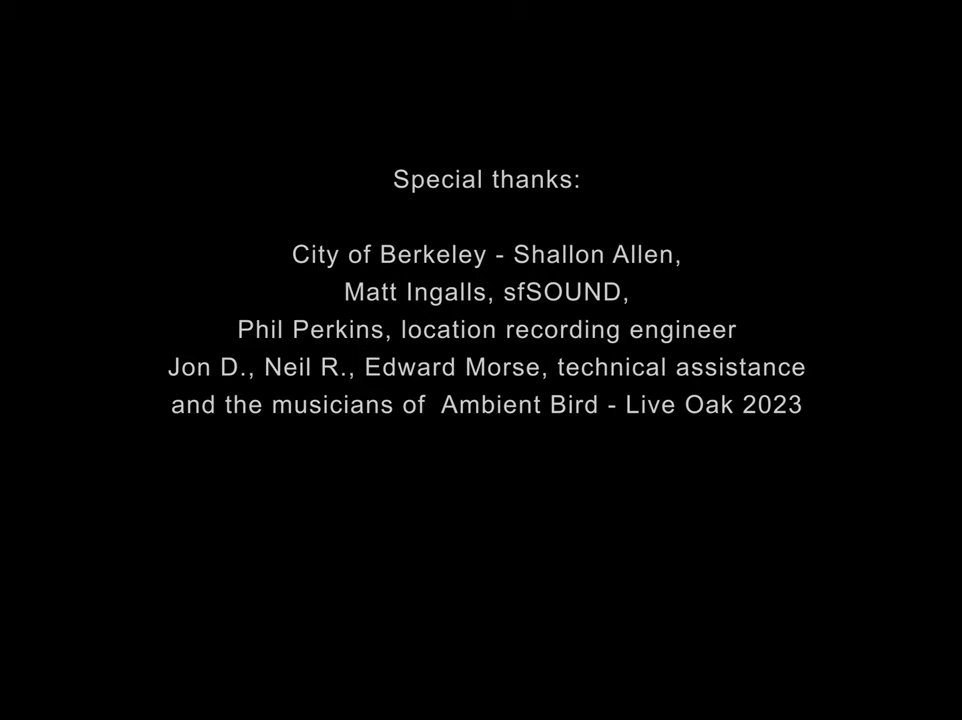 Special thanks:
City of Berkeley - Shallon Allen,
Matt Ingalls, sfSOUND,
Phil Perkins, location recording engineer
Jon D., Neil R., Edward Morse, technical assistance
and the musicians of  Ambient Bird - Live Oak 2023